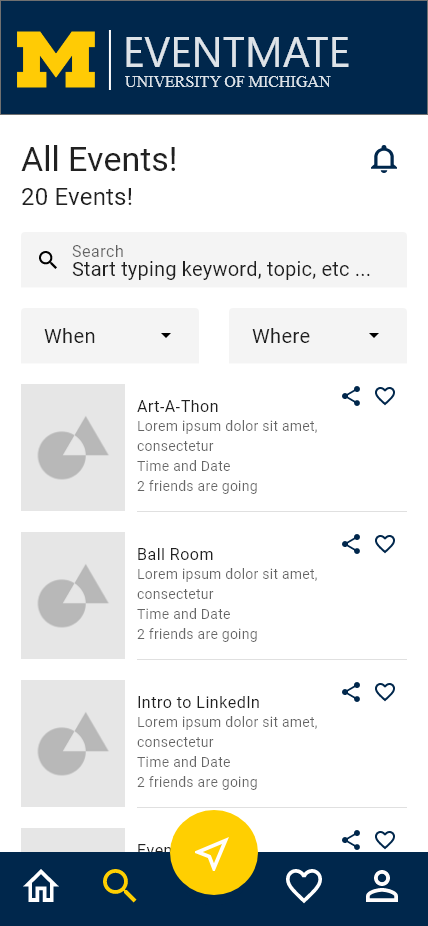 M
EVENTMATE
UNIVERSITY OF MICHIGAN
All Events!
20 Events!
Search
Start typing keyword, topic, etc ...
When
Where
Art-A-Thon
Lorem ipsum dolor sit amet,
consectetur
Time and Date
2 friends are going
Ball Room
Lorem ipsum dolor sit amet,
consectetur
Time and Date
2 friends are going
Intro to LinkedIn
Lorem ipsum dolor sit amet,
consectetur
Time and Date
2 friends are going